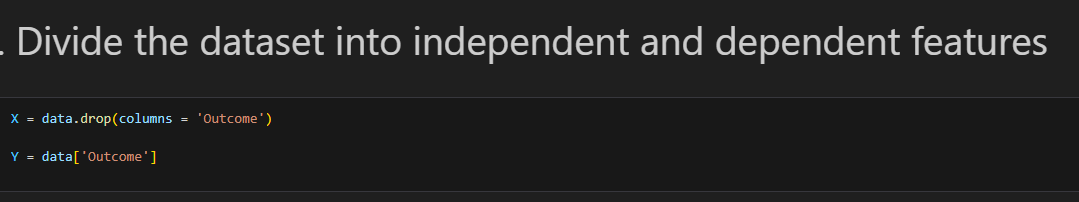 . Divide the dataset into independent and dependent features
X = data.drop(columns = 'Outcome')
Y = data['Outcome']